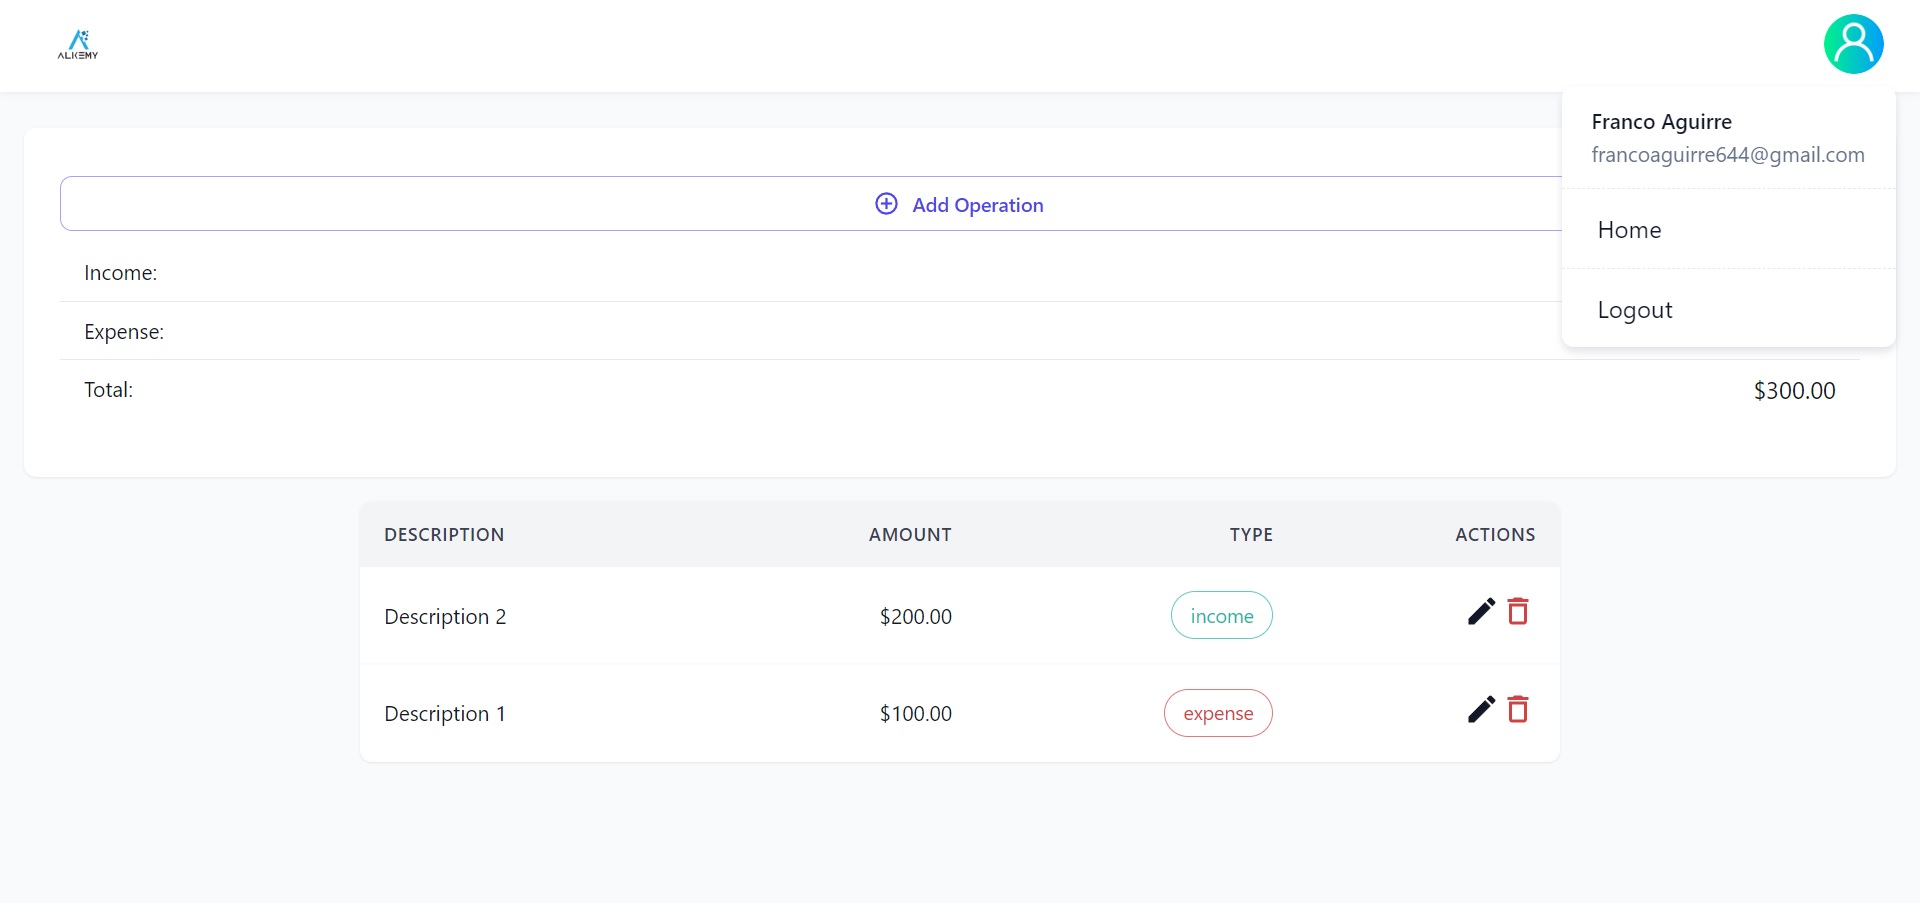 ALKEMY
Franco Aguirre
francoaguirre644@gmail.com
Home
Logout
Add Operation
Income:
Expense:
Total: $300.00
DESCRIPTION AMOUNT TYPE ACTIONS
Description 2 $200.00 income
Description 1 $100.00 expense